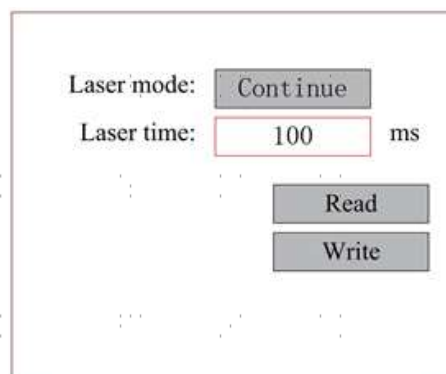 Laser mode: Continue
Laser time: 100 ms
Read
Write